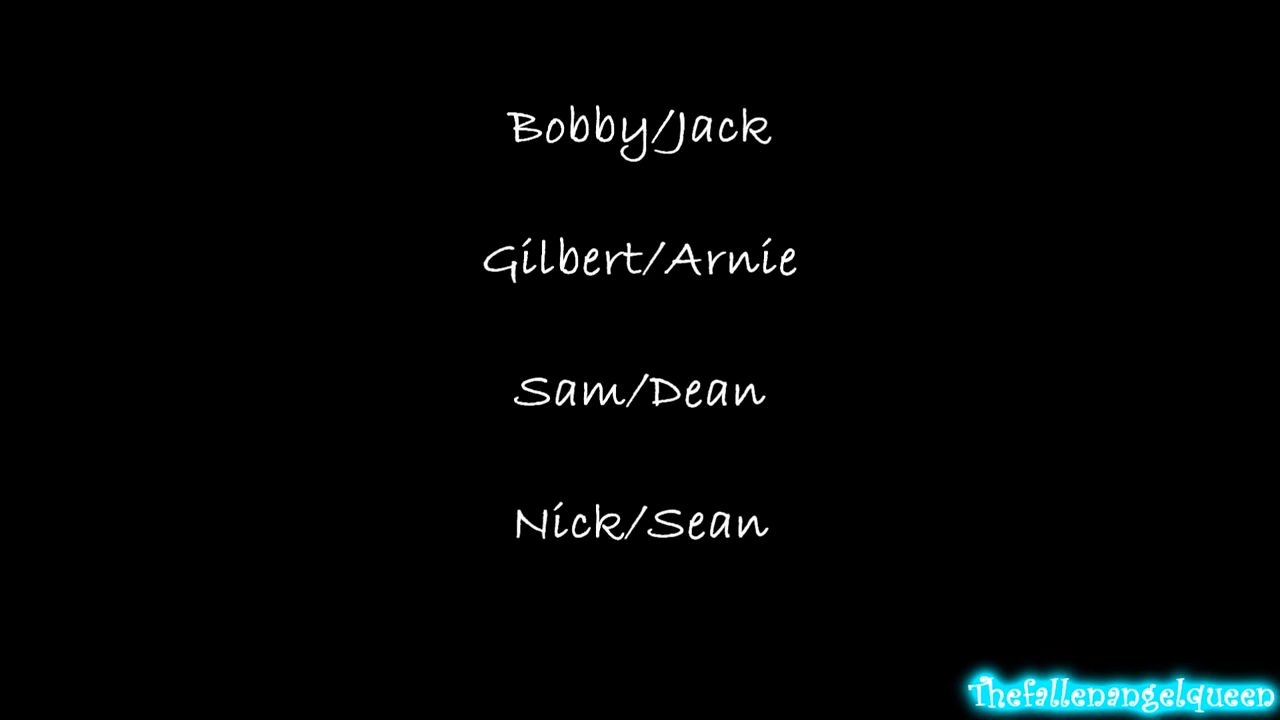 Bobby/Jack
Gilbert/Arnie
Sam/Dean
Nick/Sean
Thefallenangelqueen